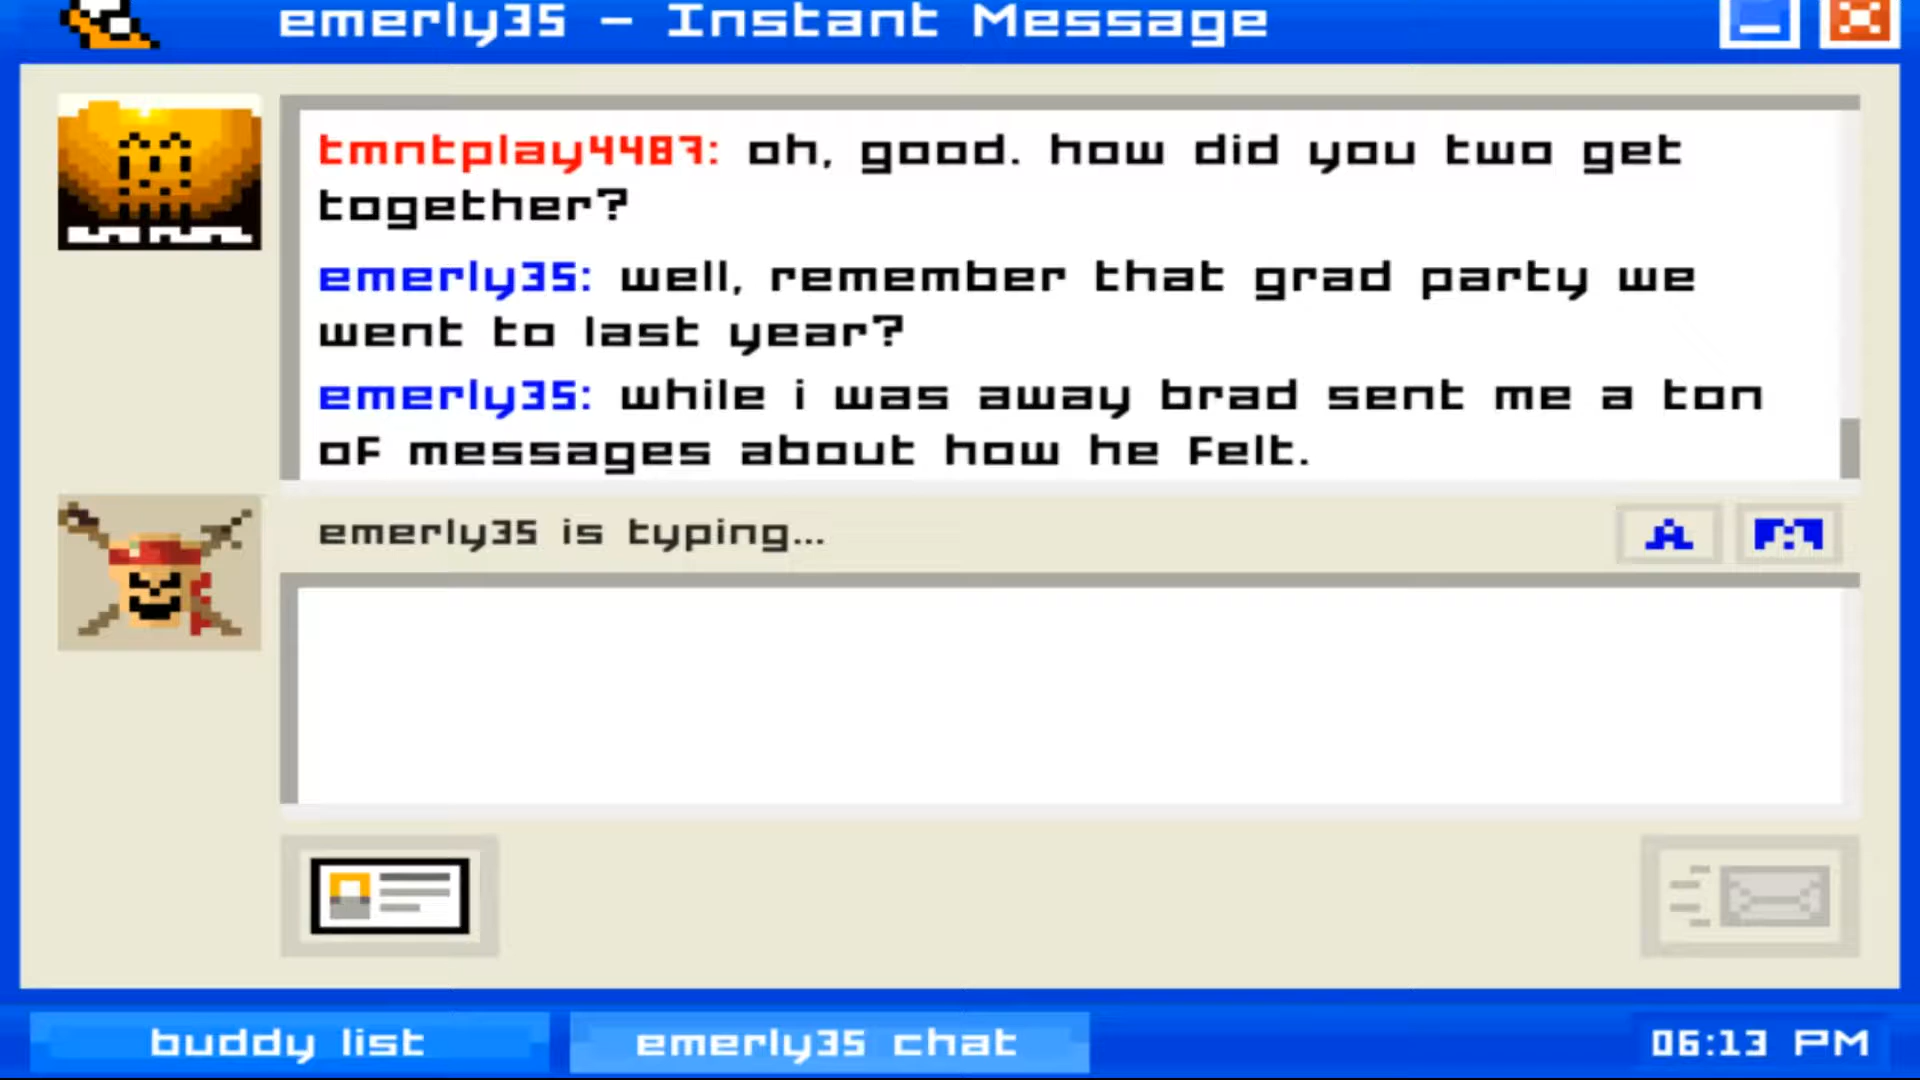 emerly35 - Instant Message
tmntplay4487: oh, good. how did you two get
together?
emerly35: well, remember that grad party we
went to last year?
emerly35: while i was away brad sent me a ton
of messages about how he felt.
emerly35 is typing...
A
buddy list
emerly35 chat
06:13 PM